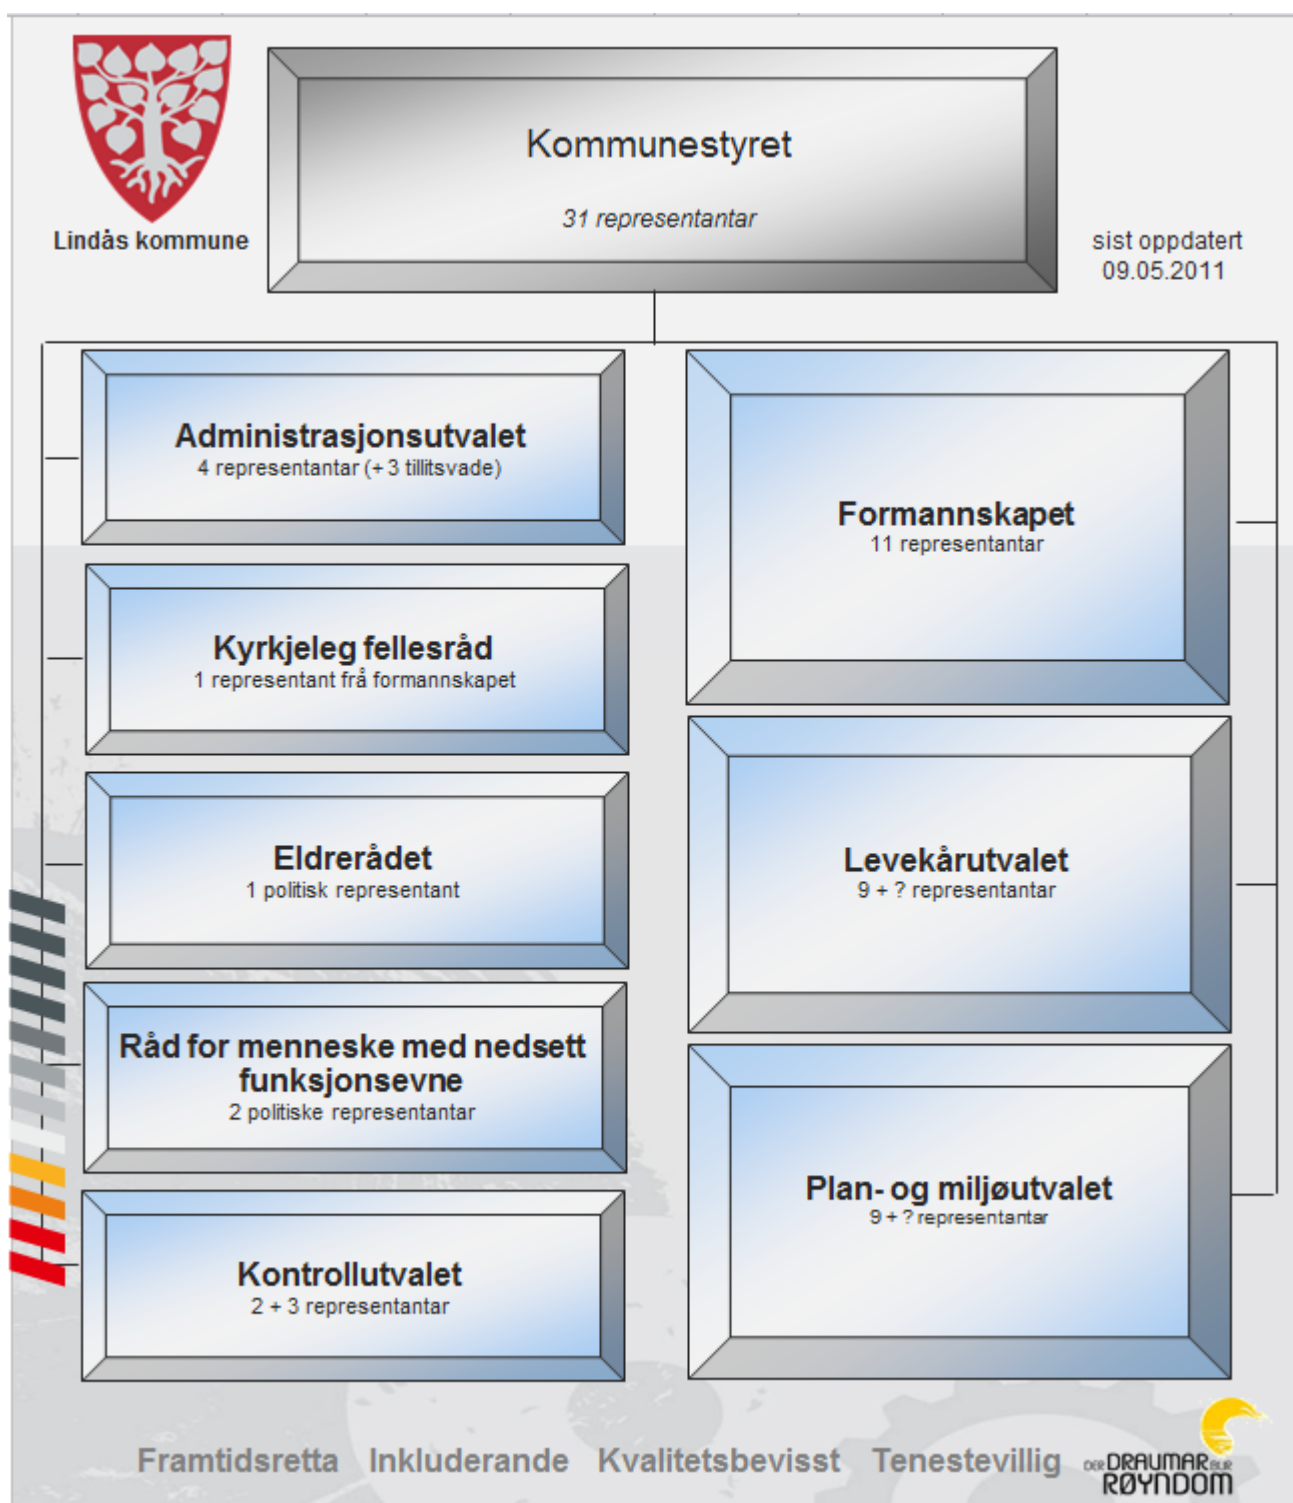 Kommunestyret
31 representantar
Lindås kommune
sist oppdatert
09.05.2011
Administrasjonsutvalet
4 representantar (+ 3 tillitsvade)
Kyrkjeleg fellesråd
1 representant frå formannskapet
Eldrerådet
1 politisk representant
Råd for menneske med nedsett
funksjonsevne
2 politiske representantar
Kontrollutvalet
2 + 3 representantar
Formannskapet
11 representantar
Levekårutvalet
9 + ? representantar
Plan- og miljøutvalet
9 + ? representantar
Framtidsretta Inkluderande Kvalitetsbevisst Tenestevillig
DER DRAUMAR BLIR
RØYNDOM